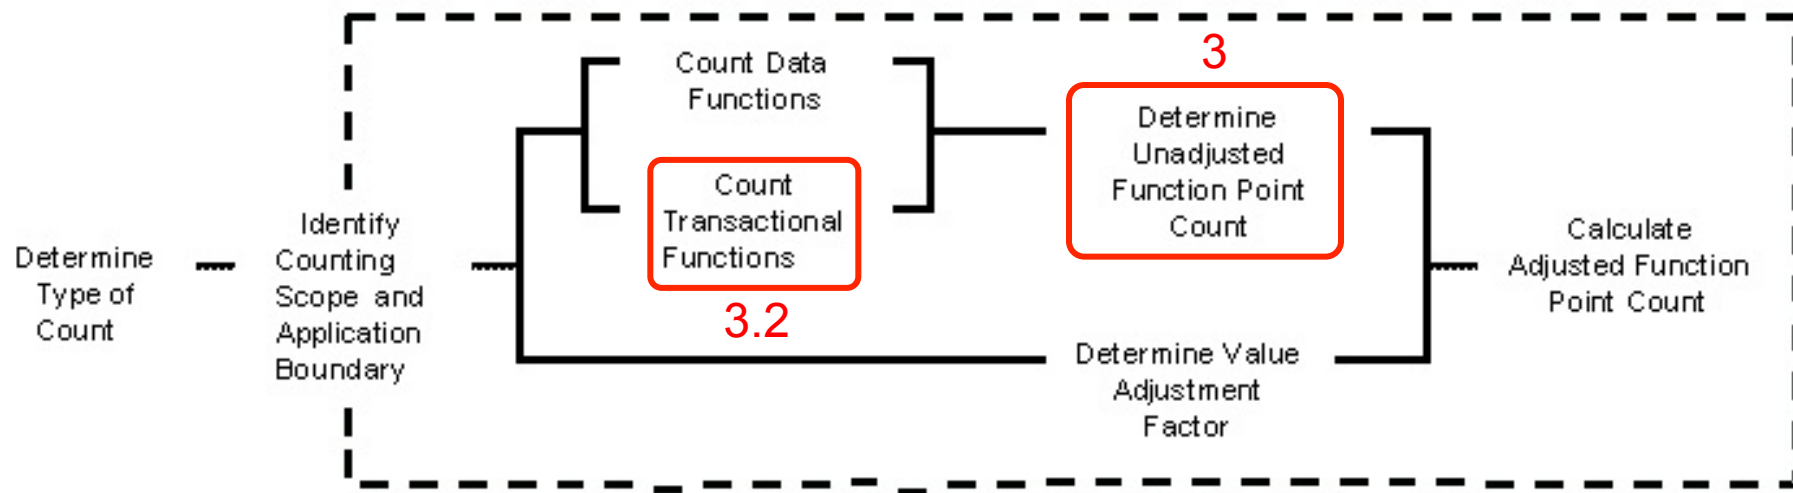 Determine
Type of
Count
Identify
Counting
Scope and
Application
Boundary
Count Data
Functions
Count
Transactional
Functions
3.2
3
Determine
Unadjusted
Function Point
Count
Determine Value
Adjustment
Factor
Calculate
Adjusted Function
Point Count